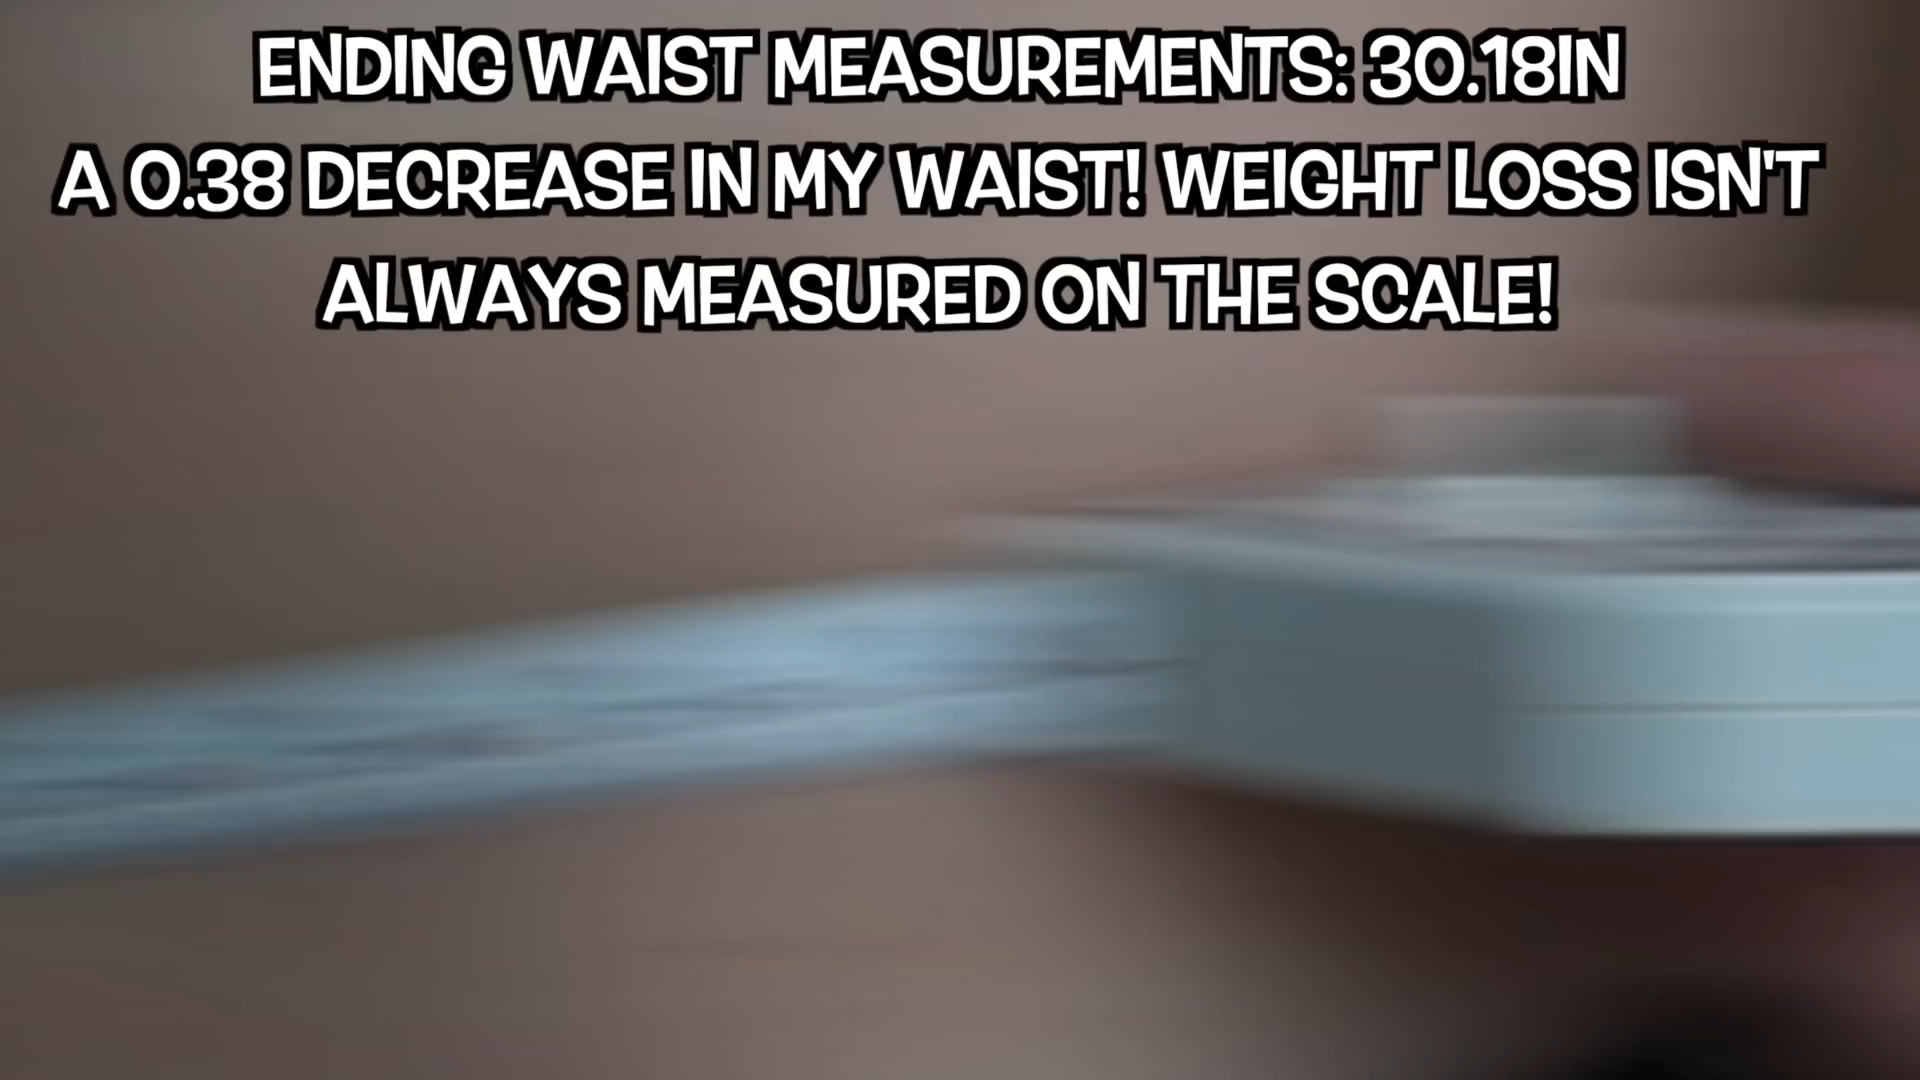 ENDING WAIST MEASUREMENTS: 30.18IN
A 0.38 DECREASE IN MY WAIST! WEIGHT LOSS ISN'T
ALWAYS MEASURED ON THE SCALE!